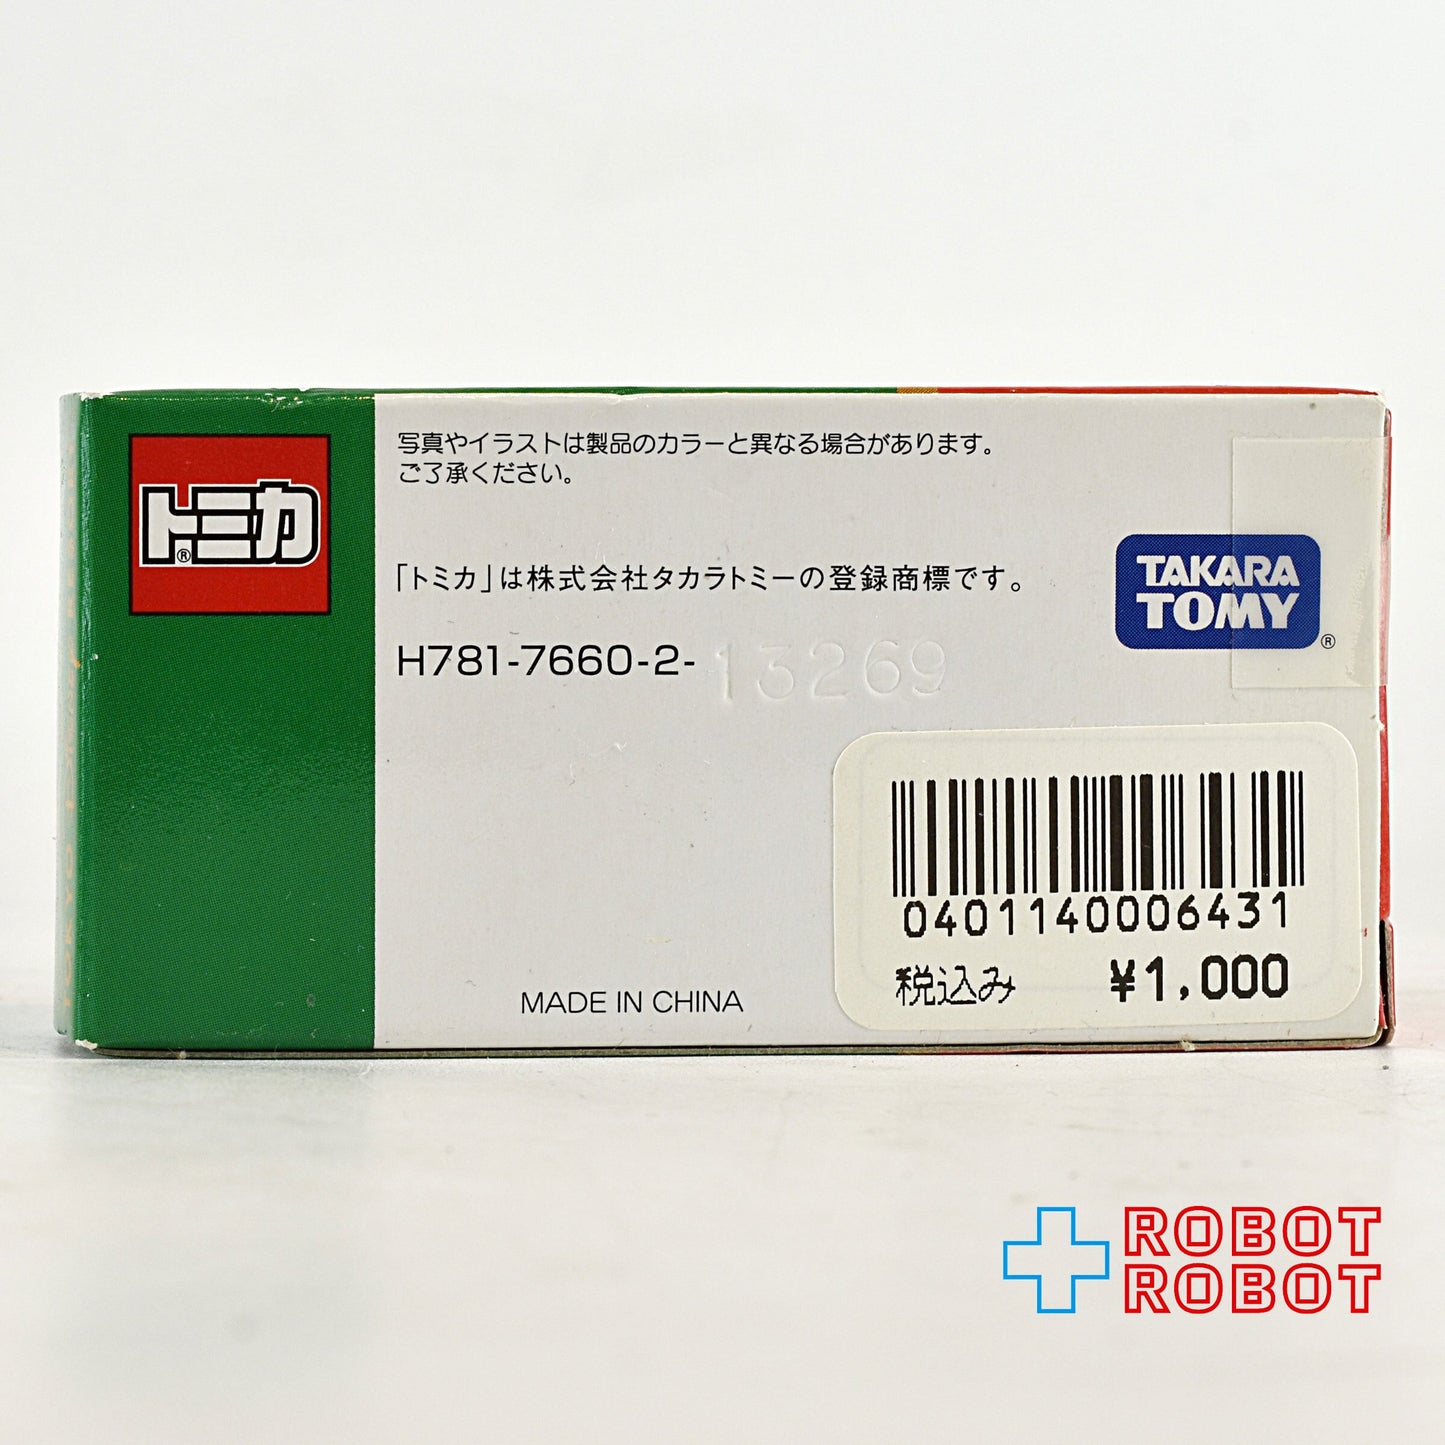 トミカ®
写真やイラストは製品のカラーと異なる場合があります。
ご了承ください。
「トミカ」は株式会社タカラトミーの登録商標です。
TAKARA
TOMY®
H781-7660-2-13269
0401140006431
税込み ¥1,000
MADE IN CHINA
ROBOT
ROBOT